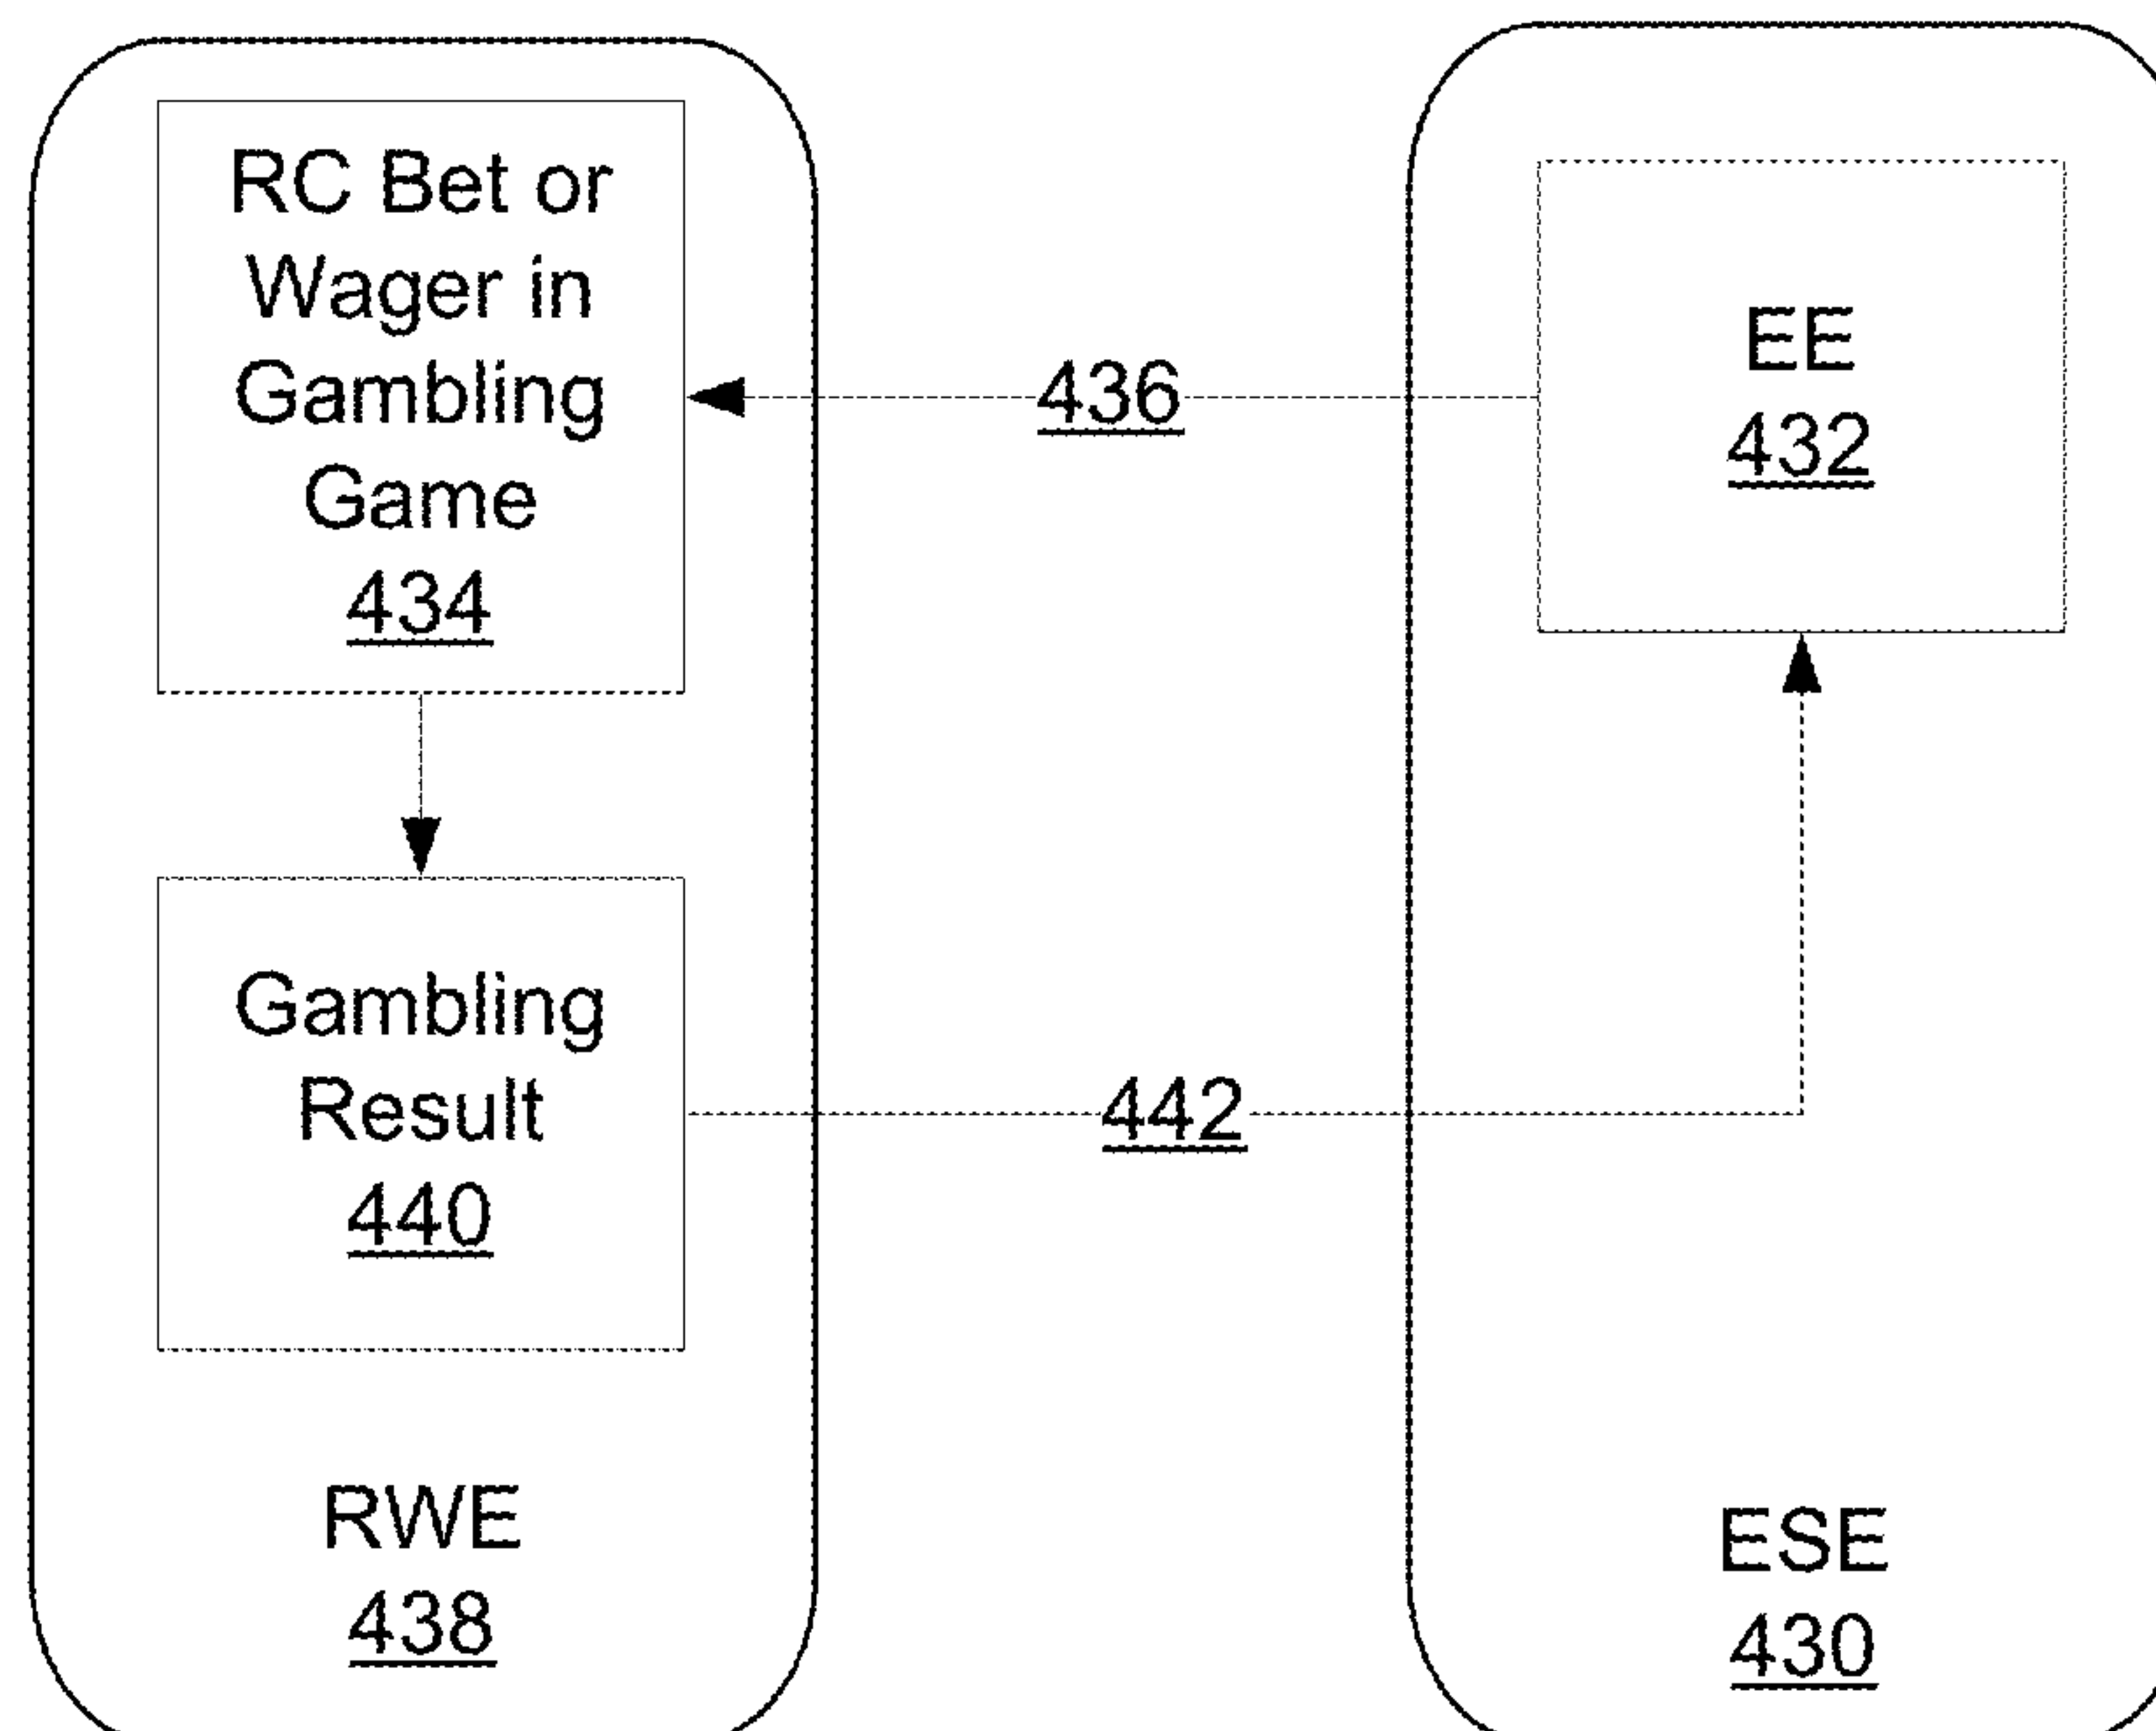 RC Bet or
Wager in
Gambling
Game
434
436
EE
432
Gambling
Result
440
442
RWE
438
ESE
430